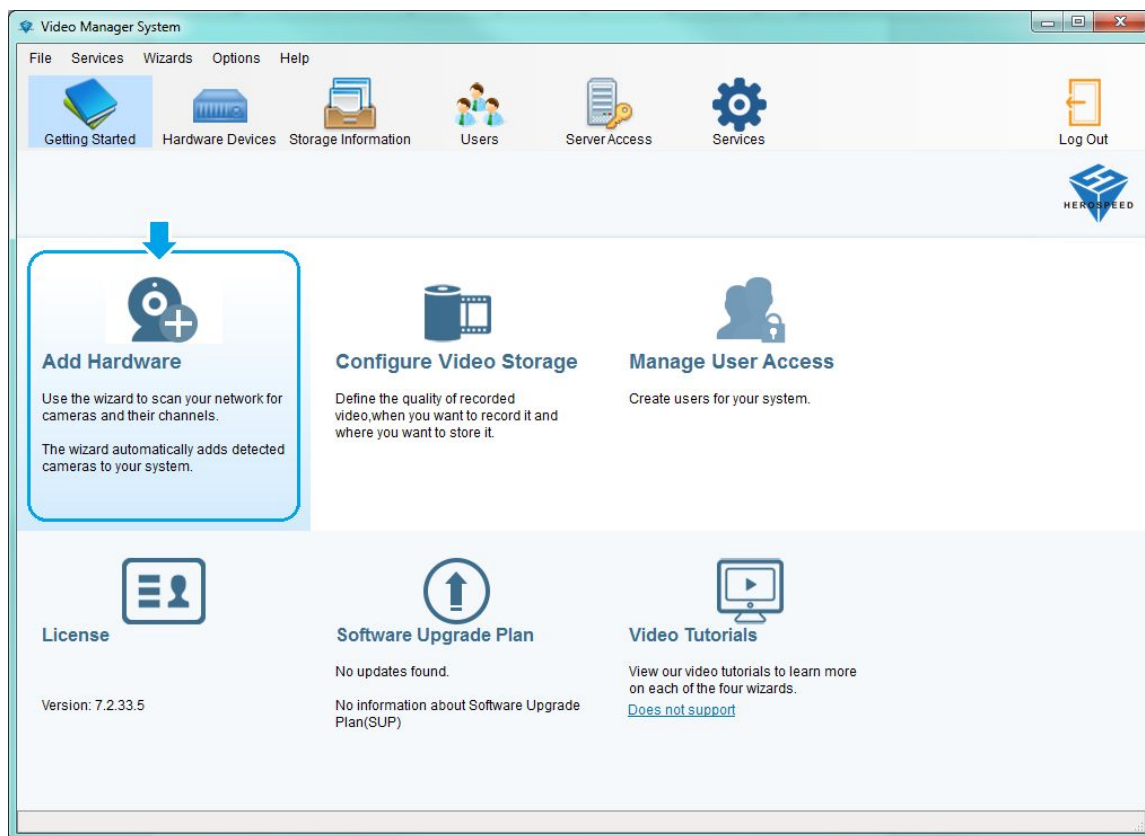 Video Manager System
File Services Wizards Options Help
Getting Started Hardware Devices Storage Information Users Server Access Services Log Out
HEROSPEED
Add Hardware
Use the wizard to scan your network for
cameras and their channels.
The wizard automatically adds detected
cameras to your system.
Configure Video Storage
Define the quality of recorded
video,when you want to record it and
where you want to store it.
Manage User Access
Create users for your system.
License
Version: 7.2.33.5
Software Upgrade Plan
No updates found.
No information about Software Upgrade
Plan(SUP)
Video Tutorials
View our video tutorials to learn more
on each of the four wizards.
Does not support